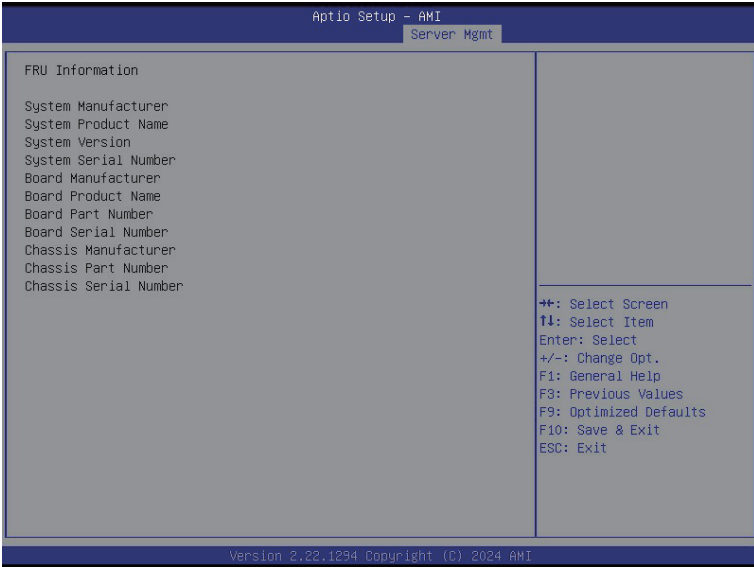 Aptio Setup – AMI
Server Mgmt
FRU Information
System Manufacturer
System Product Name
System Version
System Serial Number
Board Manufacturer
Board Product Name
Board Part Number
Board Serial Number
Chassis Manufacturer
Chassis Part Number
Chassis Serial Number
→←: Select Screen
↑↓: Select Item
Enter: Select
+/-: Change Opt.
F1: General Help
F3: Previous Values
F9: Optimized Defaults
F10: Save & Exit
ESC: Exit
Version 2.22.1294 Copyright (C) 2024 AMI